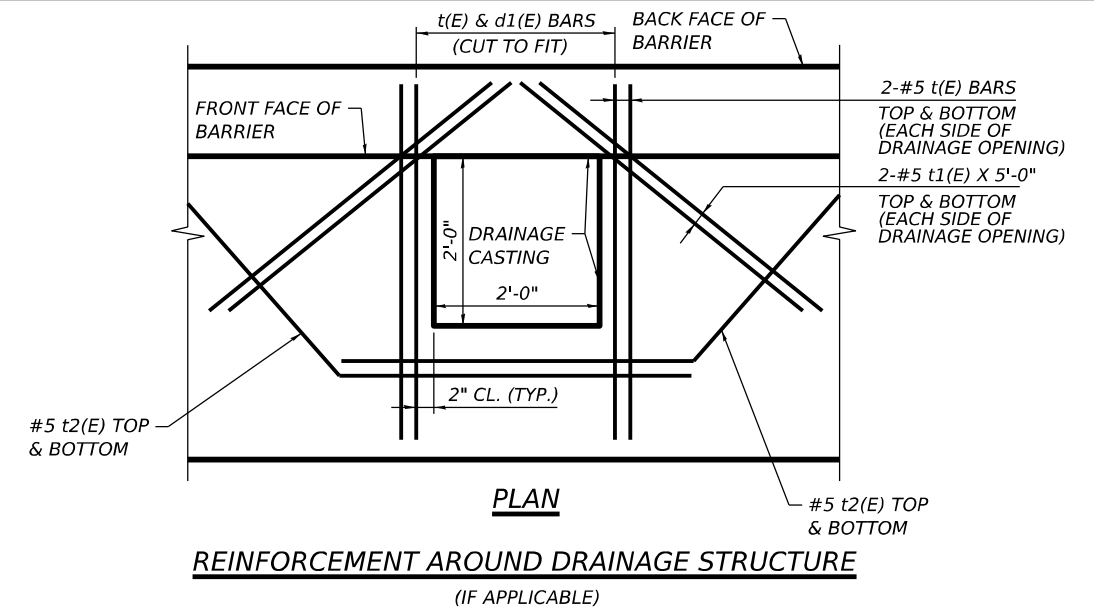 t(E) & d1(E) BARS
(CUT TO FIT)
BACK FACE OF
BARRIER
FRONT FACE OF
BARRIER
2-#5 t(E) BARS
TOP & BOTTOM
(EACH SIDE OF
DRAINAGE OPENING)
2-#5 t1(E) X 5'-0"
TOP & BOTTOM
(EACH SIDE OF
DRAINAGE OPENING)
2'-0"
DRAINAGE
CASTING
2'-0"
2" CL. (TYP.)
#5 t2(E) TOP
& BOTTOM
#5 t2(E) TOP
& BOTTOM
PLAN
REINFORCEMENT AROUND DRAINAGE STRUCTURE
(IF APPLICABLE)